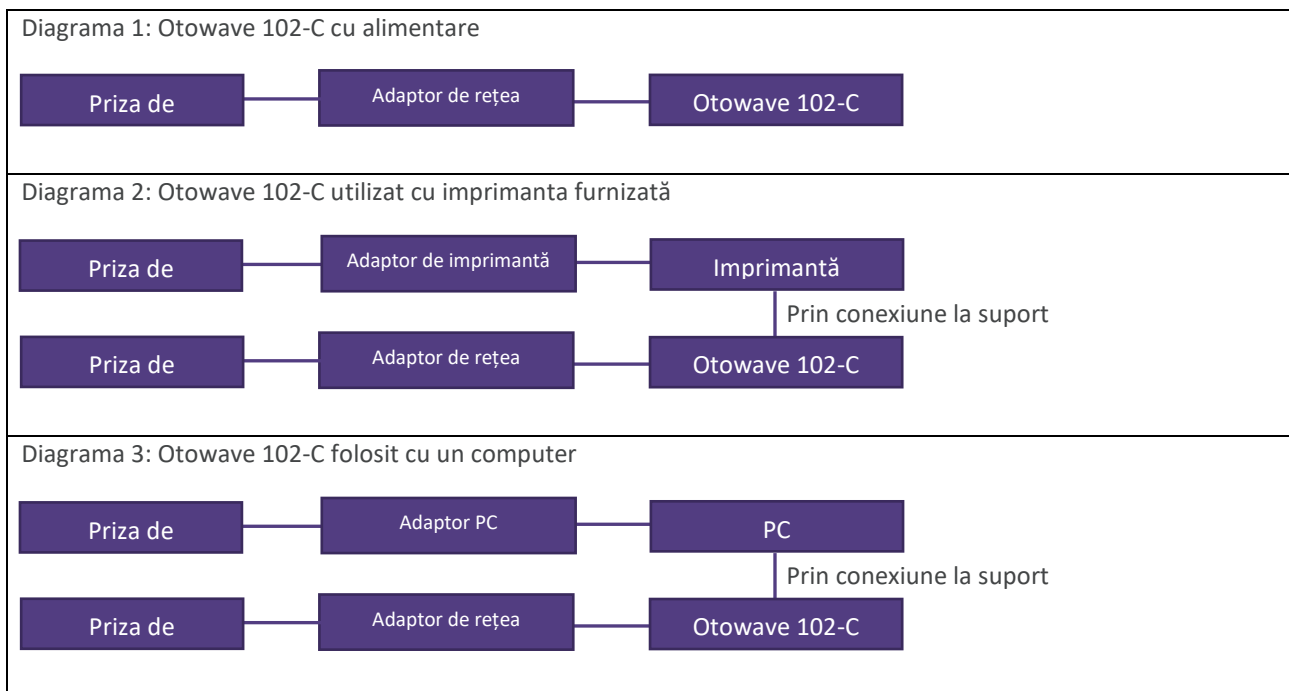 Diagrama 1: Otowave 102-C cu alimentare
Priza de
Adaptor de rețea
Otowave 102-C
Diagrama 2: Otowave 102-C utilizat cu imprimanta furnizată
Priza de
Adaptor de imprimantă
Imprimantă
Prin conexiune la suport
Priza de
Adaptor de rețea
Otowave 102-C
Diagrama 3: Otowave 102-C folosit cu un computer
Priza de
Adaptor PC
PC
Prin conexiune la suport
Priza de
Adaptor de rețea
Otowave 102-C